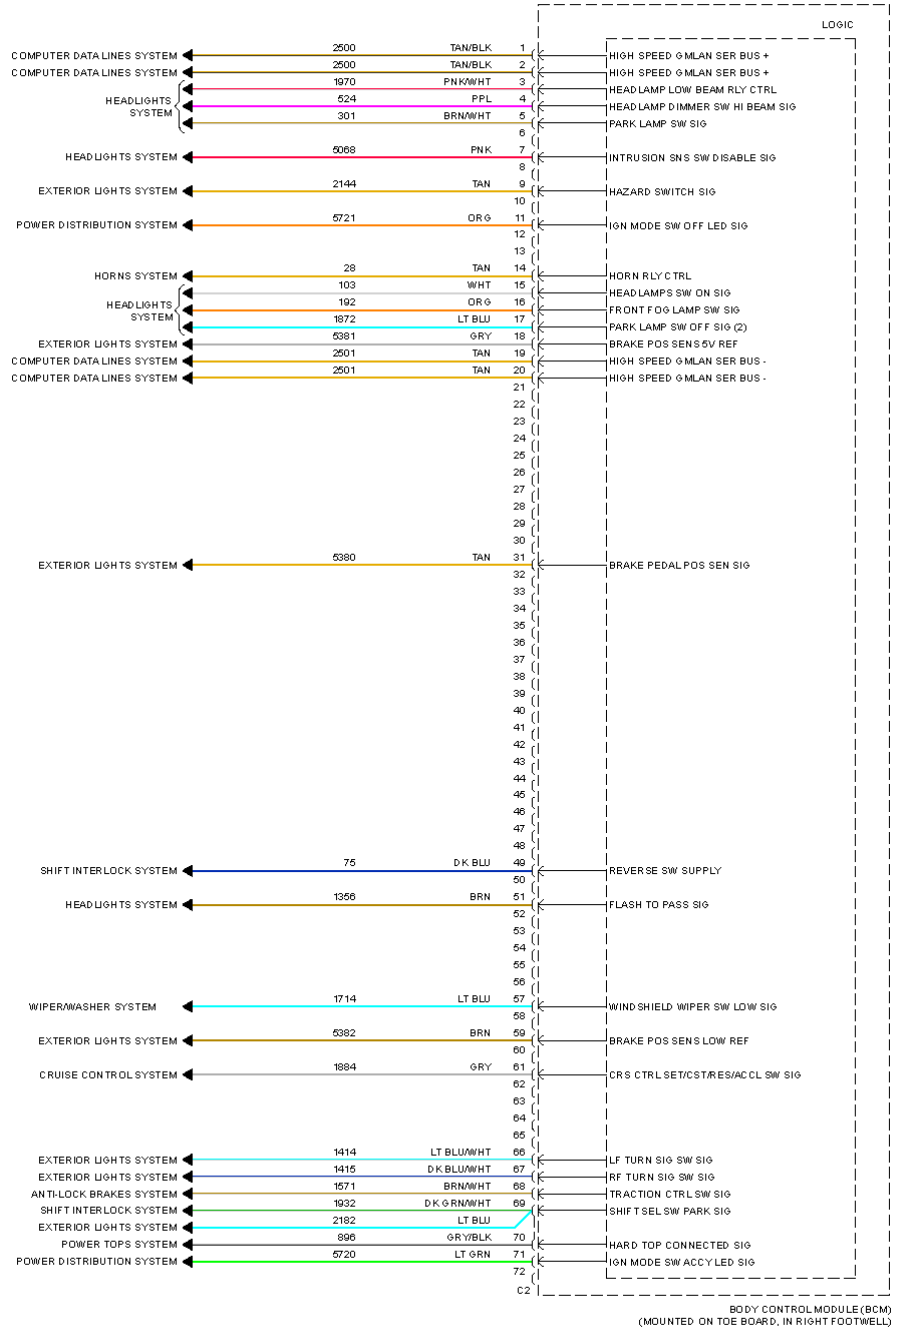 LOGIC
COMPUTER DATA LINES SYSTEM 2500 TAN/BLK 1 HIGH SPEED GMLAN SER BUS +
COMPUTER DATA LINES SYSTEM 2500 TAN/BLK 2 HIGH SPEED GMLAN SER BUS +
1970 PNK/WHT 3 HEADLAMP LOW BEAM RLY CTRL
HEADLIGHTS SYSTEM 524 PPL 4 HEADLAMP DIMMER SW HI BEAM SIG
301 BRN/WHT 5 PARK LAMP SW SIG
6
HEADLIGHTS SYSTEM 5068 PNK 7 INTRUSION SNS SW DISABLE SIG
8
EXTERIOR LIGHTS SYSTEM 2144 TAN 9 HAZARD SWITCH SIG
10
POWER DISTRIBUTION SYSTEM 5721 ORG 11 IGN MODE SW OFF LED SIG
12
13
HORNS SYSTEM 28 TAN 14 HORN RLY CTRL
103 WHT 15 HEADLAMPS SW ON SIG
HEADLIGHTS SYSTEM 192 ORG 16 FRONT FOG LAMP SW SIG
1872 LT BLU 17 PARK LAMP SW OFF SIG (2)
EXTERIOR LIGHTS SYSTEM 5381 GRY 18 BRAKE POS SENS 5V REF
COMPUTER DATA LINES SYSTEM 2501 TAN 19 HIGH SPEED GMLAN SER BUS -
COMPUTER DATA LINES SYSTEM 2501 TAN 20 HIGH SPEED GMLAN SER BUS -
21
22
23
24
25
26
27
28
29
30
EXTERIOR LIGHTS SYSTEM 5380 TAN 31 BRAKE PEDAL POS SEN SIG
32
33
34
35
36
37
38
39
40
41
42
43
44
45
46
47
48
SHIFT INTERLOCK SYSTEM 75 DK BLU 49 REVERSE SW SUPPLY
50
HEADLIGHTS SYSTEM 1356 BRN 51 FLASH TO PASS SIG
52
53
54
55
56
WIPER/WASHER SYSTEM 1714 LT BLU 57 WINDSHIELD WIPER SW LOW SIG
58
EXTERIOR LIGHTS SYSTEM 5382 BRN 59 BRAKE POS SENS LOW REF
60
CRUISE CONTROL SYSTEM 1884 GRY 61 CRS CTRL SET/CST/RES/ACCL SW SIG
62
63
64
65
EXTERIOR LIGHTS SYSTEM 1414 LT BLU/WHT 66 LF TURN SIG SW SIG
EXTERIOR LIGHTS SYSTEM 1415 DK BLU/WHT 67 RF TURN SIG SW SIG
ANTI-LOCK BRAKES SYSTEM 1571 BRN/WHT 68 TRACTION CTRL SW SIG
SHIFT INTERLOCK SYSTEM 1932 DK GRN/WHT 69 SHIFT SEL SW PARK SIG
EXTERIOR LIGHTS SYSTEM 2182 LT BLU
POWER TOPS SYSTEM 896 GRY/BLK 70 HARD TOP CONNECTED SIG
POWER DISTRIBUTION SYSTEM 5720 LT GRN 71 IGN MODE SW ACCY LED SIG
72
C2
BODY CONTROL MODULE (BCM)
(MOUNTED ON TOE BOARD, IN RIGHT FOOTWELL)